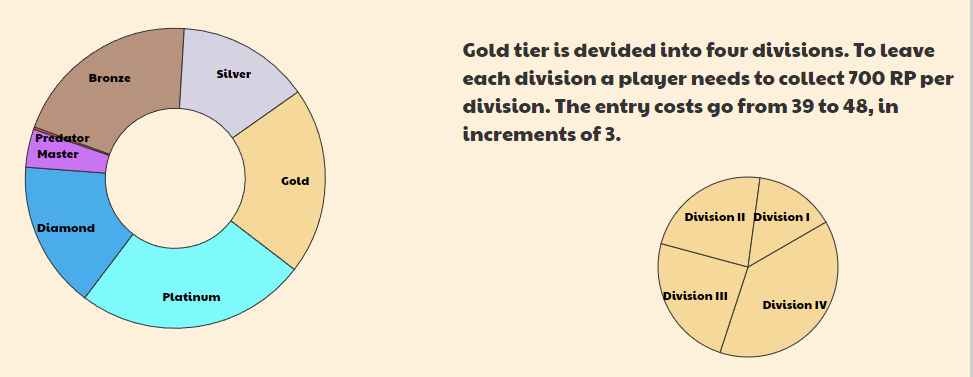 Bronze
Silver
Predator
Master
Gold
Diamond
Platinum
Gold tier is devided into four divisions. To leave
each division a player needs to collect 700 RP per
division. The entry costs go from 39 to 48, in
increments of 3.
Division II
Division I
Division III
Division IV